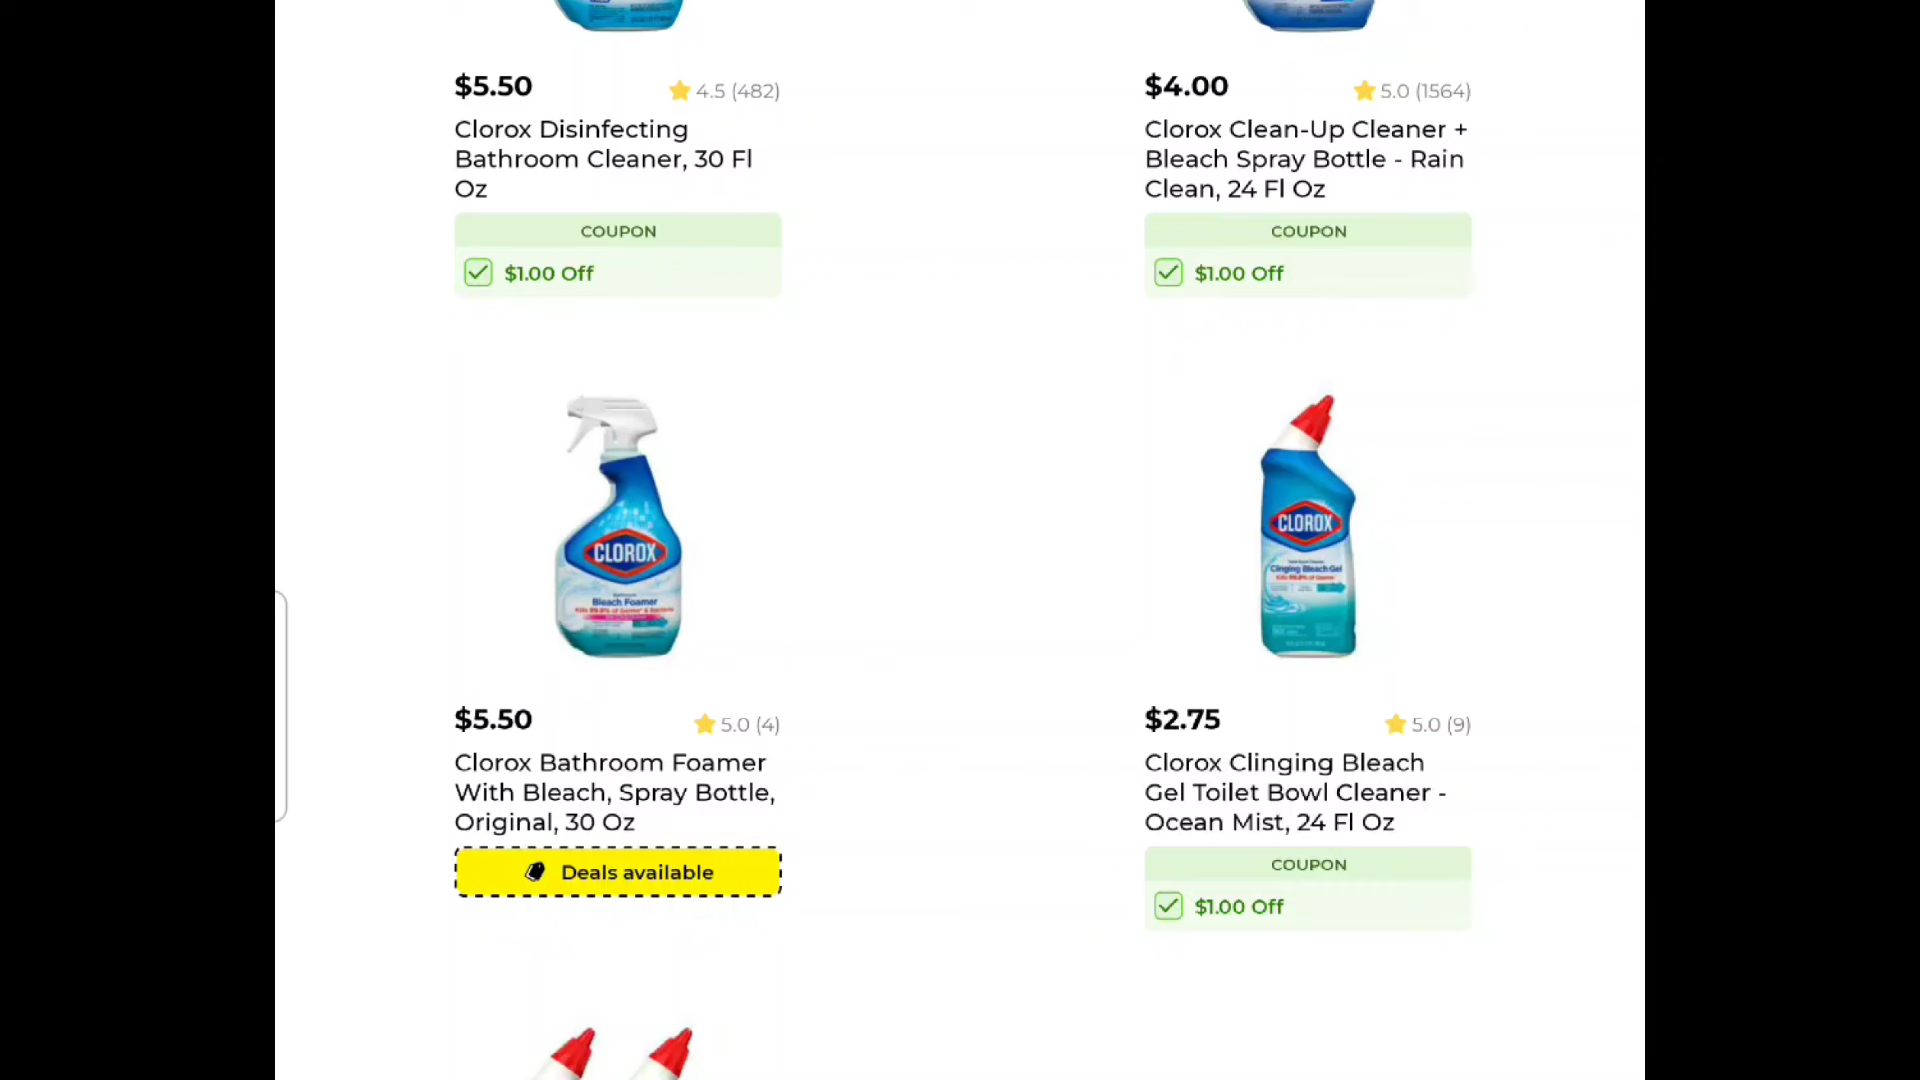 $5.50
4.5 (482)
Clorox Disinfecting
Bathroom Cleaner, 30 Fl
Oz
COUPON
$1.00 Off
$4.00
5.0 (1564)
Clorox Clean-Up Cleaner +
Bleach Spray Bottle - Rain
Clean, 24 Fl Oz
COUPON
$1.00 Off
CLOROX
Bleach Foamer
CLOROX
Clinging Bleach Gel
$5.50
5.0 (4)
Clorox Bathroom Foamer
With Bleach, Spray Bottle,
Original, 30 Oz
Deals available
$2.75
5.0 (9)
Clorox Clinging Bleach
Gel Toilet Bowl Cleaner -
Ocean Mist, 24 Fl Oz
COUPON
$1.00 Off